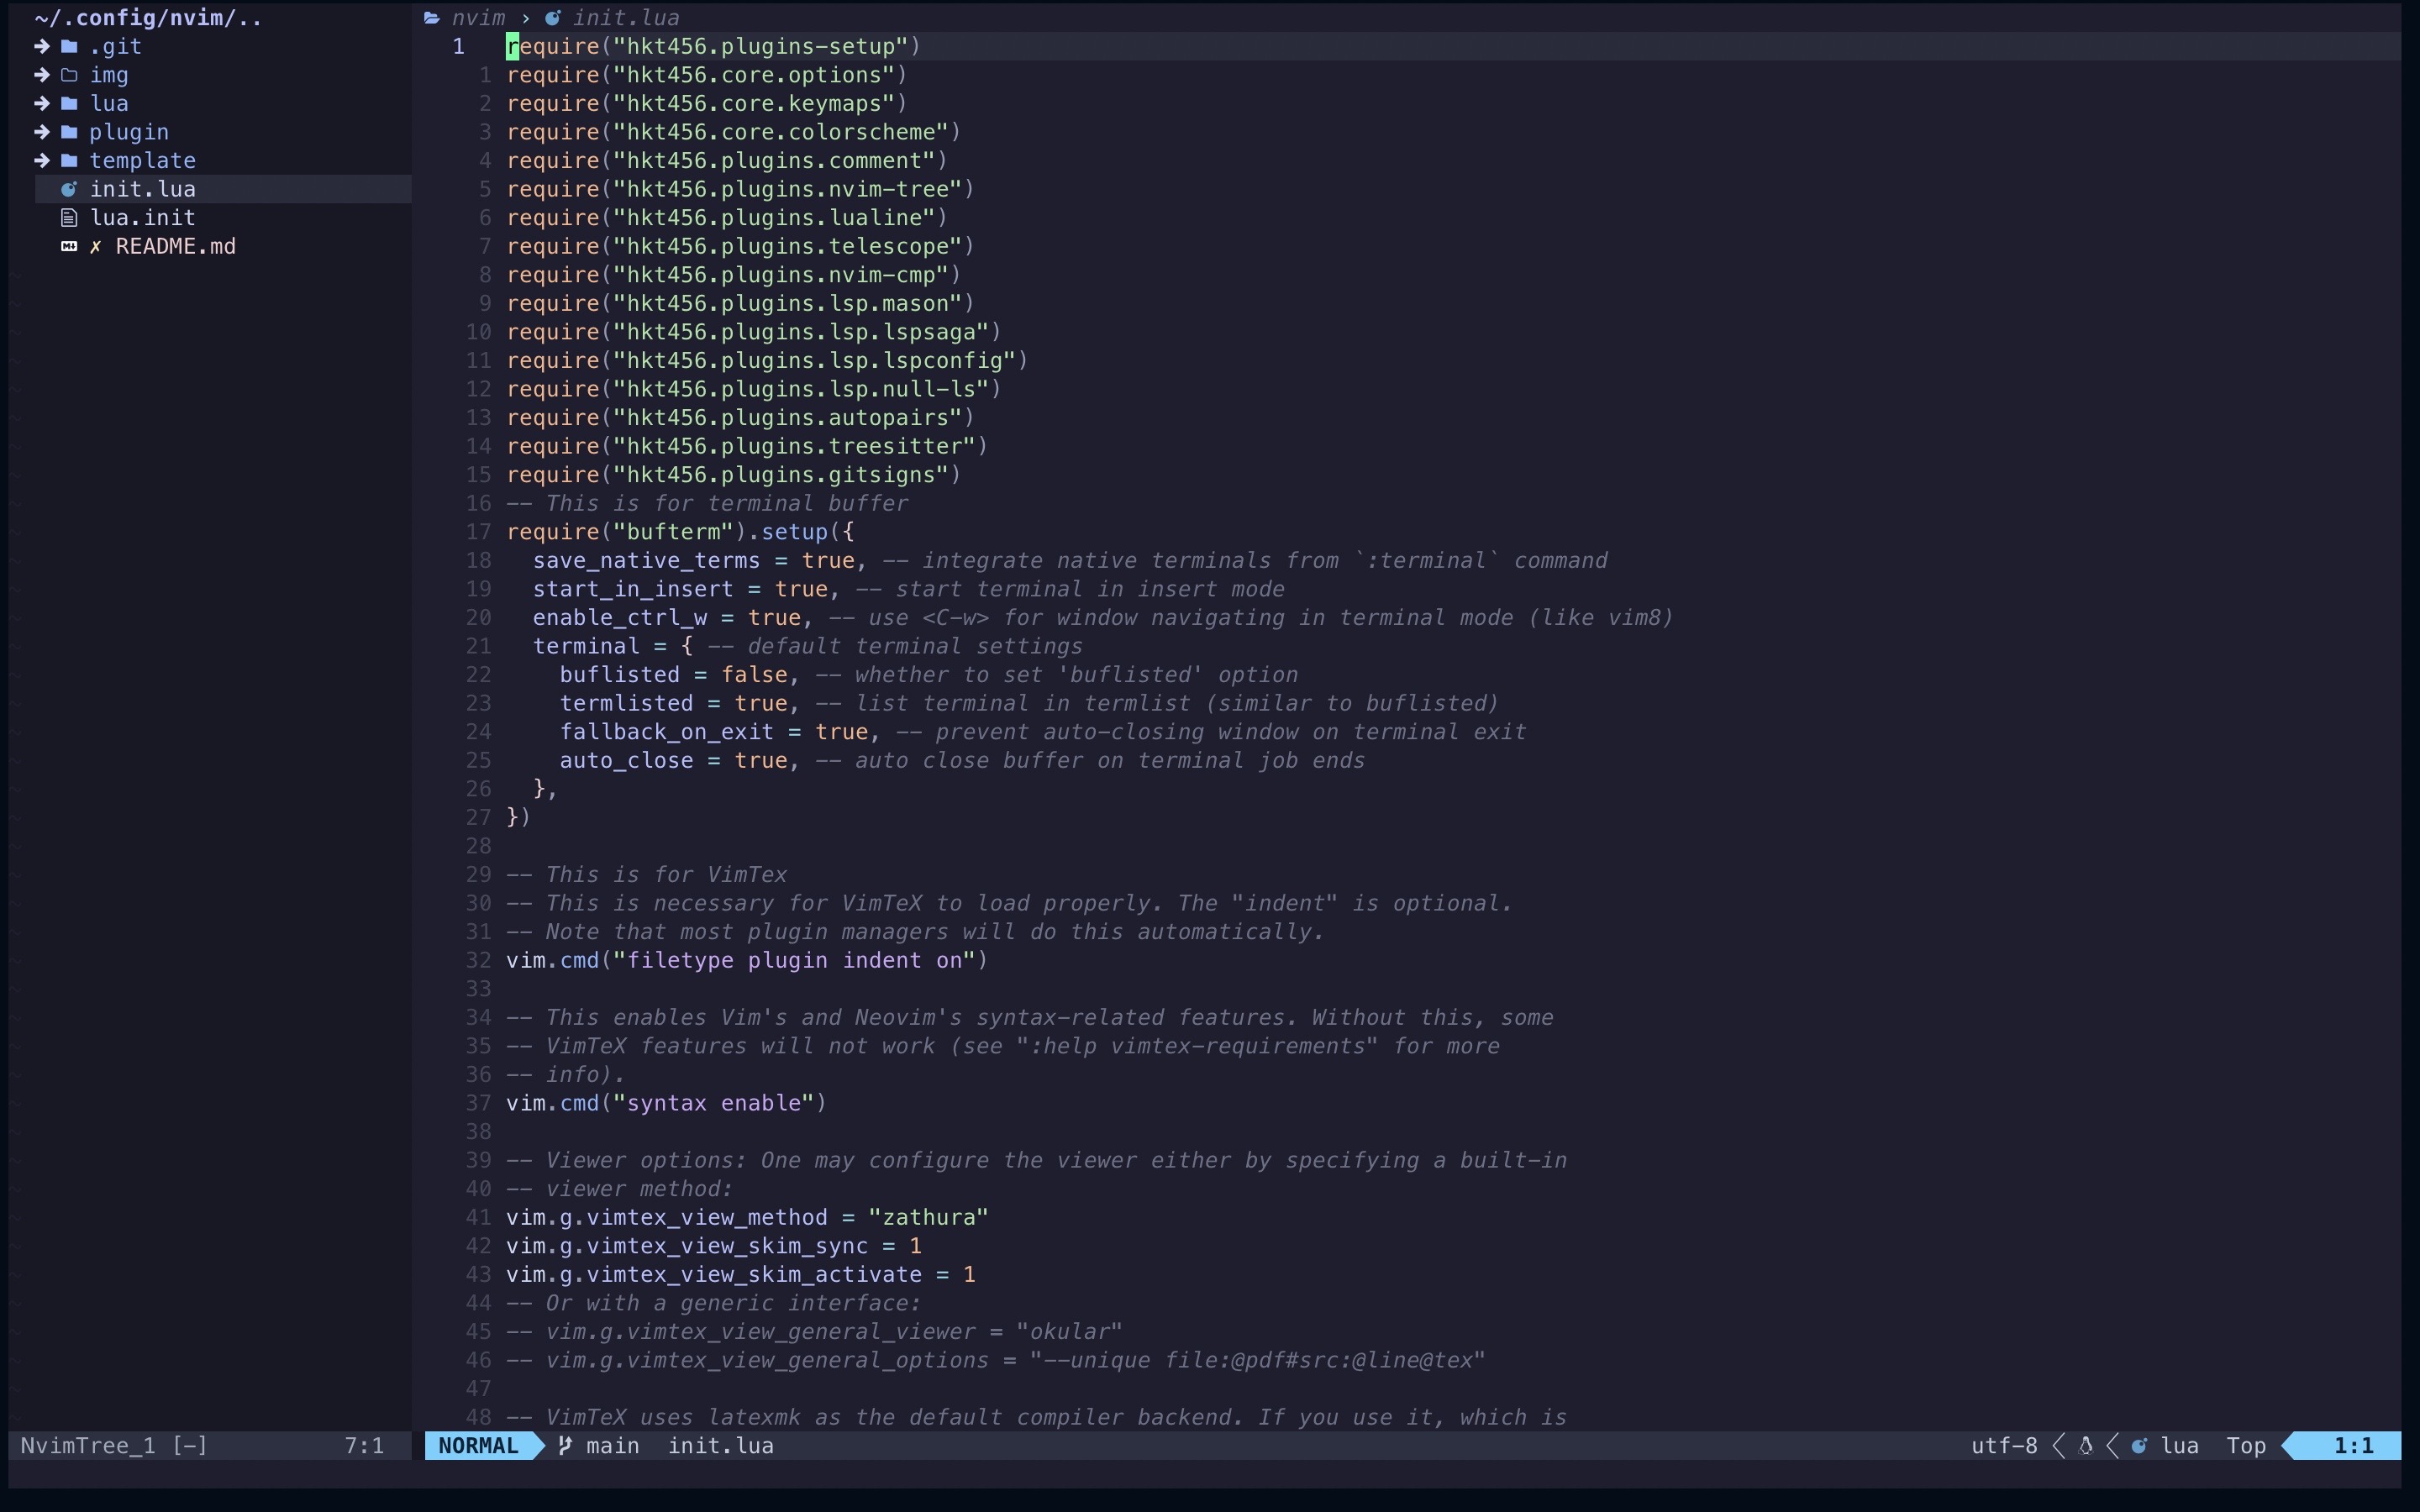 ~/.config/nvim/..
.git
img
lua
plugin
template
init.lua
lua.init
✗ README.md
NvimTree_1 [-] 7:1
nvim › init.lua
1 require("hkt456.plugins-setup")
1 require("hkt456.core.options")
2 require("hkt456.core.keymaps")
3 require("hkt456.core.colorscheme")
4 require("hkt456.plugins.comment")
5 require("hkt456.plugins.nvim-tree")
6 require("hkt456.plugins.lualine")
7 require("hkt456.plugins.telescope")
8 require("hkt456.plugins.nvim-cmp")
9 require("hkt456.plugins.lsp.mason")
10 require("hkt456.plugins.lsp.lspsaga")
11 require("hkt456.plugins.lsp.lspconfig")
12 require("hkt456.plugins.lsp.null-ls")
13 require("hkt456.plugins.autopairs")
14 require("hkt456.plugins.treesitter")
15 require("hkt456.plugins.gitsigns")
16 -- This is for terminal buffer
17 require("bufterm").setup({
18   save_native_terms = true, -- integrate native terminals from `:terminal` command
19   start_in_insert = true, -- start terminal in insert mode
20   enable_ctrl_w = true, -- use <C-w> for window navigating in terminal mode (like vim8)
21   terminal = { -- default terminal settings
22     buflisted = false, -- whether to set 'buflisted' option
23     termlisted = true, -- list terminal in termlist (similar to buflisted)
24     fallback_on_exit = true, -- prevent auto-closing window on terminal exit
25     auto_close = true, -- auto close buffer on terminal job ends
26   },
27 })
28
29 -- This is for VimTex
30 -- This is necessary for VimTeX to load properly. The "indent" is optional.
31 -- Note that most plugin managers will do this automatically.
32 vim.cmd("filetype plugin indent on")
33
34 -- This enables Vim's and Neovim's syntax-related features. Without this, some
35 -- VimTeX features will not work (see ":help vimtex-requirements" for more
36 -- info).
37 vim.cmd("syntax enable")
38
39 -- Viewer options: One may configure the viewer either by specifying a built-in
40 -- viewer method:
41 vim.g.vimtex_view_method = "zathura"
42 vim.g.vimtex_view_skim_sync = 1
43 vim.g.vimtex_view_skim_activate = 1
44 -- Or with a generic interface:
45 -- vim.g.vimtex_view_general_viewer = "okular"
46 -- vim.g.vimtex_view_general_options = "--unique file:@pdf#src:@line@tex"
47
48 -- VimTeX uses latexmk as the default compiler backend. If you use it, which is
NORMAL main init.lua utf-8 lua Top 1:1